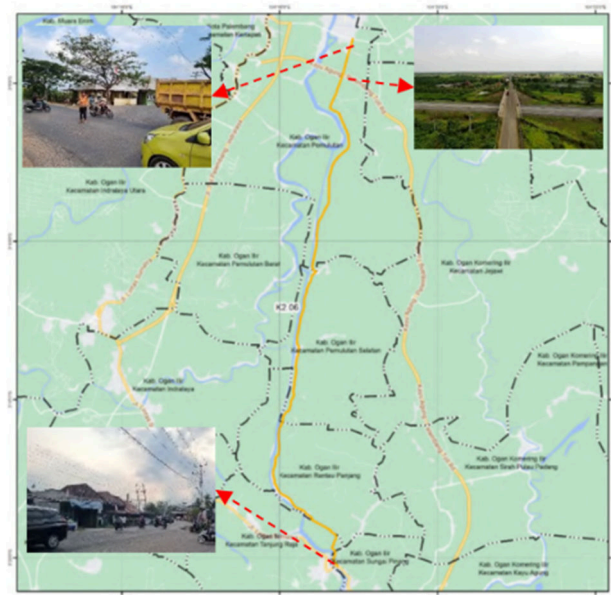 Kab. Muara Enim
Kota Palembang
Kecamatan Kertapati
Kab. Ogan Ilir
Kecamatan Pemulutan
Kab. Ogan Ilir
Kecamatan Indralaya Utara
Kab. Ogan Ilir
Kecamatan Pemulutan Barat
Kab. Ogan Komering Ilir
Kecamatan Jejawi
K2 06
Kab. Ogan Ilir
Kecamatan Pemulutan Selatan
Kab. Ogan Komering Ilir
Kecamatan Pampangan
Kab. Ogan Ilir
Kecamatan Indralaya
Kab. Ogan Ilir
Kecamatan Rantau Panjang
Kab. Ogan Komering Ilir
Kecamatan Sirah Pulau Padang
Kab. Ogan Ilir
Kecamatan Tanjung Raja
Kab. Ogan Ilir
Kecamatan Sungai Pinang
Kab. Ogan Komering Ilir
Kecamatan Kayu Agung